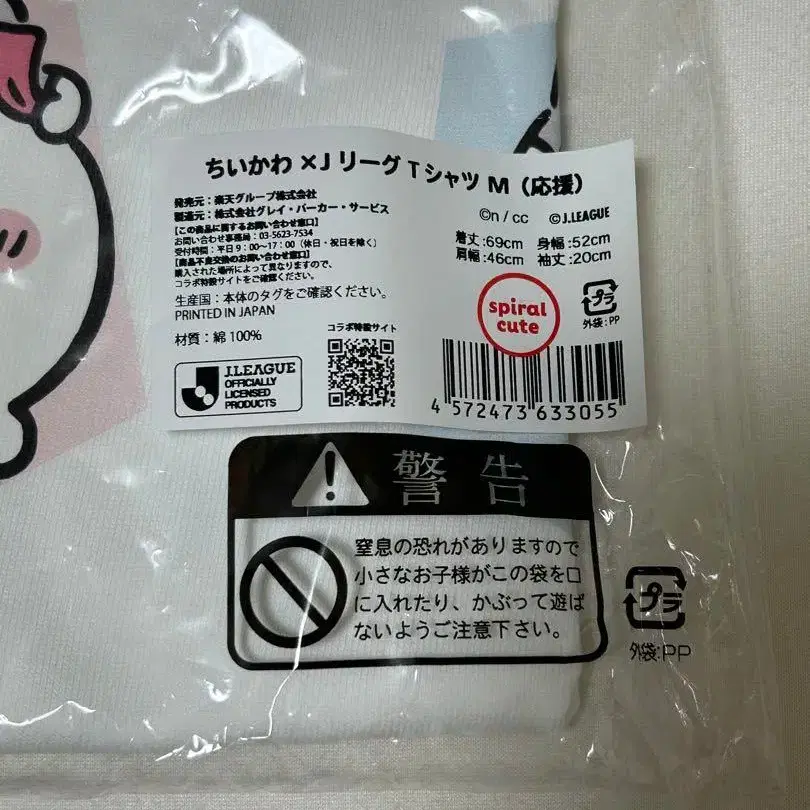 ちいかわ×JリーグTシャツ M（応援）
発売元：楽天グループ株式会社
製造元：株式会社グレイ・パーカー・サービス
【この商品に関するお問い合わせ窓口】
お問い合わせ事務局：03-5623-7534
受付時間：平日9：00～17：00（休日・祝日を除く）
【商品不良交換のお問い合わせ窓口】
購入された場所によって異なりますので、
コラボ特設サイトをご確認ください。
生産国：本体のタグをご確認ください。
PRINTED IN JAPAN
材質：綿100%
©n / cc ©J.LEAGUE
着丈:69cm 身幅:52cm
肩幅:46cm 袖丈:20cm
spiral
cute
プラ
外袋:PP
コラボ特設サイト
J.LEAGUE
OFFICIALLY
LICENSED
PRODUCTS
4 572473 633055
警告
窒息の恐れがありますので
小さなお子様がこの袋を口
に入れたり、かぶって遊ば
ないようご注意下さい。
プラ
外袋:PP